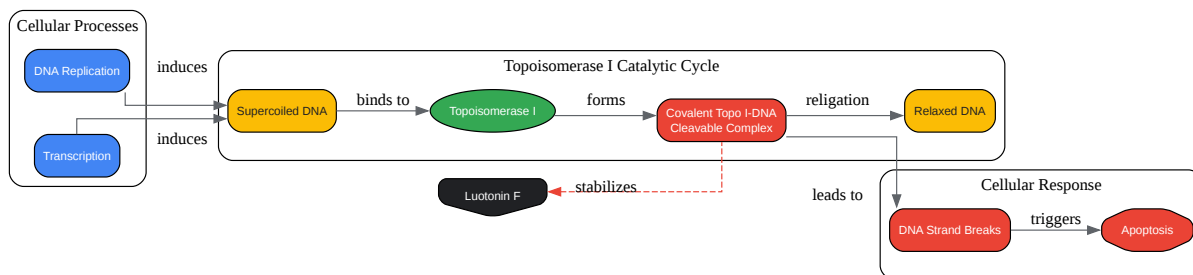 Cellular Processes
DNA Replication
Transcription
induces
induces
Topoisomerase I Catalytic Cycle
Supercoiled DNA
binds to
Topoisomerase I
forms
Covalent Topo I-DNA
Cleavable Complex
religation
Relaxed DNA
Luotonin F
stabilizes
leads to
Cellular Response
DNA Strand Breaks
triggers
Apoptosis